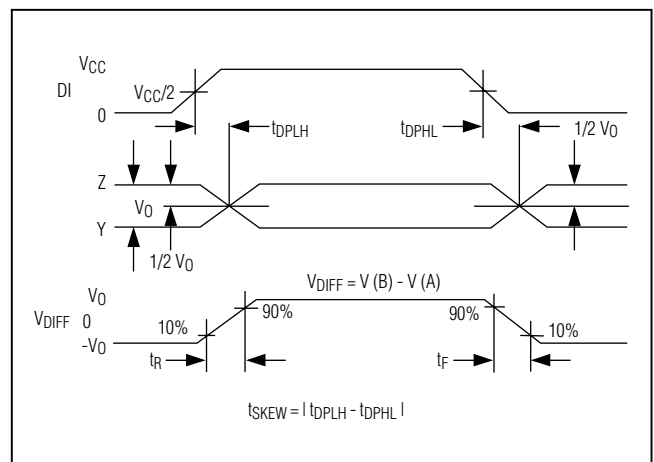 VCC
DI
VCC/2
0
tDPLH
tDPHL
1/2 VO
Z
VO
Y
1/2 VO
VDIFF = V (B) - V (A)
VO
VDIFF 0
-VO
10%
90%
90%
10%
tR
tF
tSKEW = | tDPLH - tDPHL |